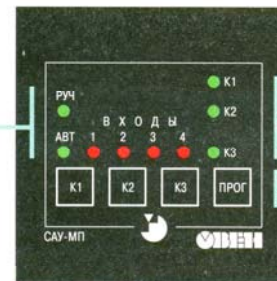 К1
РУЧ
В Х О Д Ы
К2
АВТ 1 2 3 4
К3
К1 К2 К3 ПРОГ
САУ-МП ОВЕН